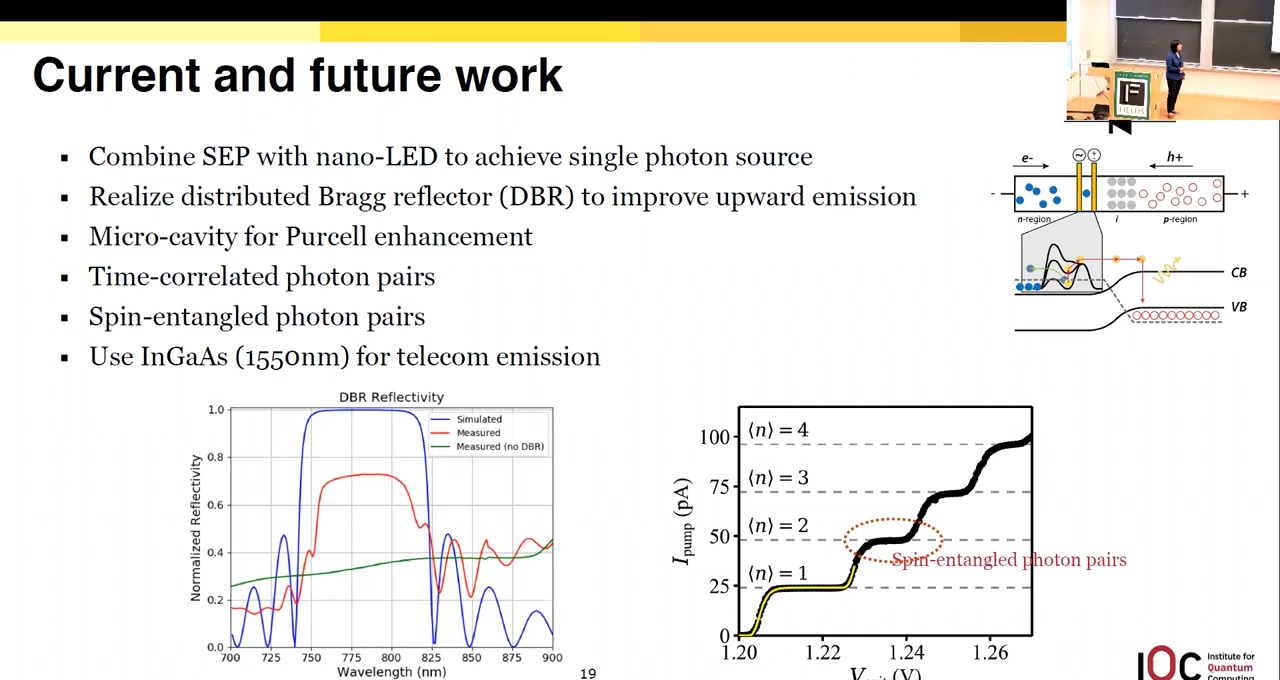 Current and future work
▪ Combine SEP with nano-LED to achieve single photon source
▪ Realize distributed Bragg reflector (DBR) to improve upward emission
▪ Micro-cavity for Purcell enhancement
▪ Time-correlated photon pairs
▪ Spin-entangled photon pairs
▪ Use InGaAs (1550nm) for telecom emission
F
FIELDS
e-
h+
~
-
+
n-region
i
p-region
CB
VB
DBR Reflectivity
Simulated
Measured
Measured (no DBR)
Normalized Reflectivity
1.0
0.8
0.6
0.4
0.2
0.0
700 725 750 775 800 825 850 875 900
Wavelength (nm)
I pump (pA)
100
75
50
25
0
⟨n⟩ = 4
⟨n⟩ = 3
⟨n⟩ = 2
⟨n⟩ = 1
Spin-entangled photon pairs
1.20 1.22 1.24 1.26
(V)
19
IQC
Institute for
Quantum
Computing